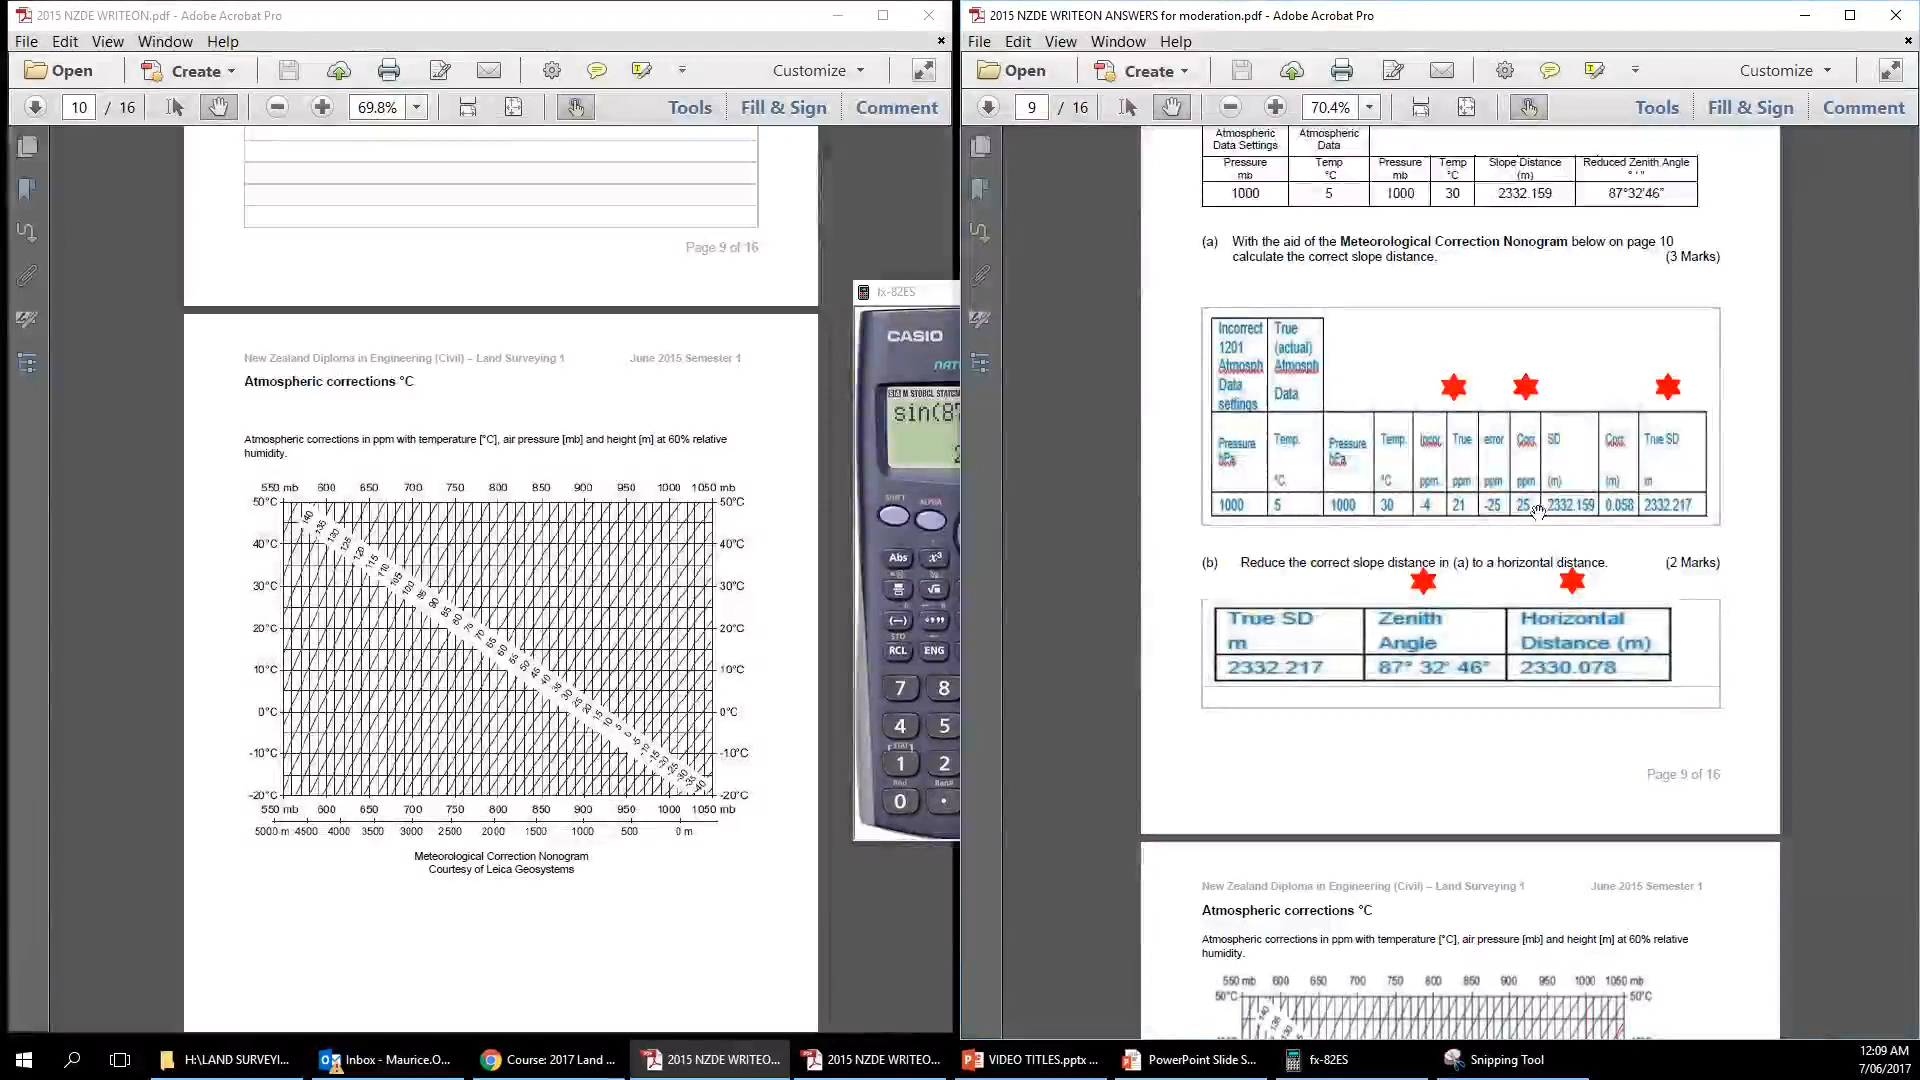 2015 NZDE WRITEON.pdf - Adobe Acrobat Pro
File Edit View Window Help
Open Create Customize
10 / 16 69.8% Tools Fill & Sign Comment
Page 9 of 16
New Zealand Diploma in Engineering (Civil) – Land Surveying 1 June 2015 Semester 1
Atmospheric corrections °C
Atmospheric corrections in ppm with temperature [°C], air pressure [mb] and height [m] at 60% relative
humidity.
550 mb 600 650 700 750 800 850 900 950 1000 1050 mb
50°C 50°C
40°C 40°C
30°C 30°C
20°C 20°C
10°C 10°C
0°C 0°C
-10°C -10°C
-20°C -20°C
550 mb 600 650 700 750 800 850 900 950 1000 1050 mb
5000 m 4500 4000 3500 3000 2500 2000 1500 1000 500 0 m
Meteorological Correction Nonogram
Courtesy of Leica Geosystems
fx-82ES
CASIO
sin(8
SHIFT ALPHA
Abs
RCL ENG
7 8
4 5
1 2
0 .
2015 NZDE WRITEON ANSWERS for moderation.pdf - Adobe Acrobat Pro
File Edit View Window Help
Open Create Customize
9 / 16 70.4% Tools Fill & Sign Comment
Atmospheric Atmospheric
Data Settings Data
Pressure Temp Pressure Temp Slope Distance Reduced Zenith Angle
mb °C mb °C (m) ° ' "
1000 5 1000 30 2332.159 87°32'46"
(a) With the aid of the Meteorological Correction Nonogram below on page 10
calculate the correct slope distance. (3 Marks)
Incorrect True
1201 (actual)
Atmosph Atmosph
Data Data
settings
Pressure Temp. Pressure Temp. Incor. True error Corr. SD Corr. True SD
hPa °C hPa °C ppm ppm ppm ppm (m) (m) m
1000 5 1000 30 -4 21 -25 25 2332.159 0.058 2332.217
(b) Reduce the correct slope distance in (a) to a horizontal distance. (2 Marks)
True SD Zenith Horizontal
m Angle Distance (m)
2332.217 87° 32' 46" 2330.078
Page 9 of 16
New Zealand Diploma in Engineering (Civil) – Land Surveying 1 June 2015 Semester 1
Atmospheric corrections °C
Atmospheric corrections in ppm with temperature [°C], air pressure [mb] and height [m] at 60% relative
humidity.
550 mb 600 650 700 750 800 850 900 950 1000 1050 mb
50°C 50°C
H:\LAND SURVEYI... Inbox - Maurice.O... Course: 2017 Land ... 2015 NZDE WRITEO... 2015 NZDE WRITEO... VIDEO TITLES.pptx ... PowerPoint Slide S... fx-82ES Snipping Tool
12:09 AM
7/06/2017